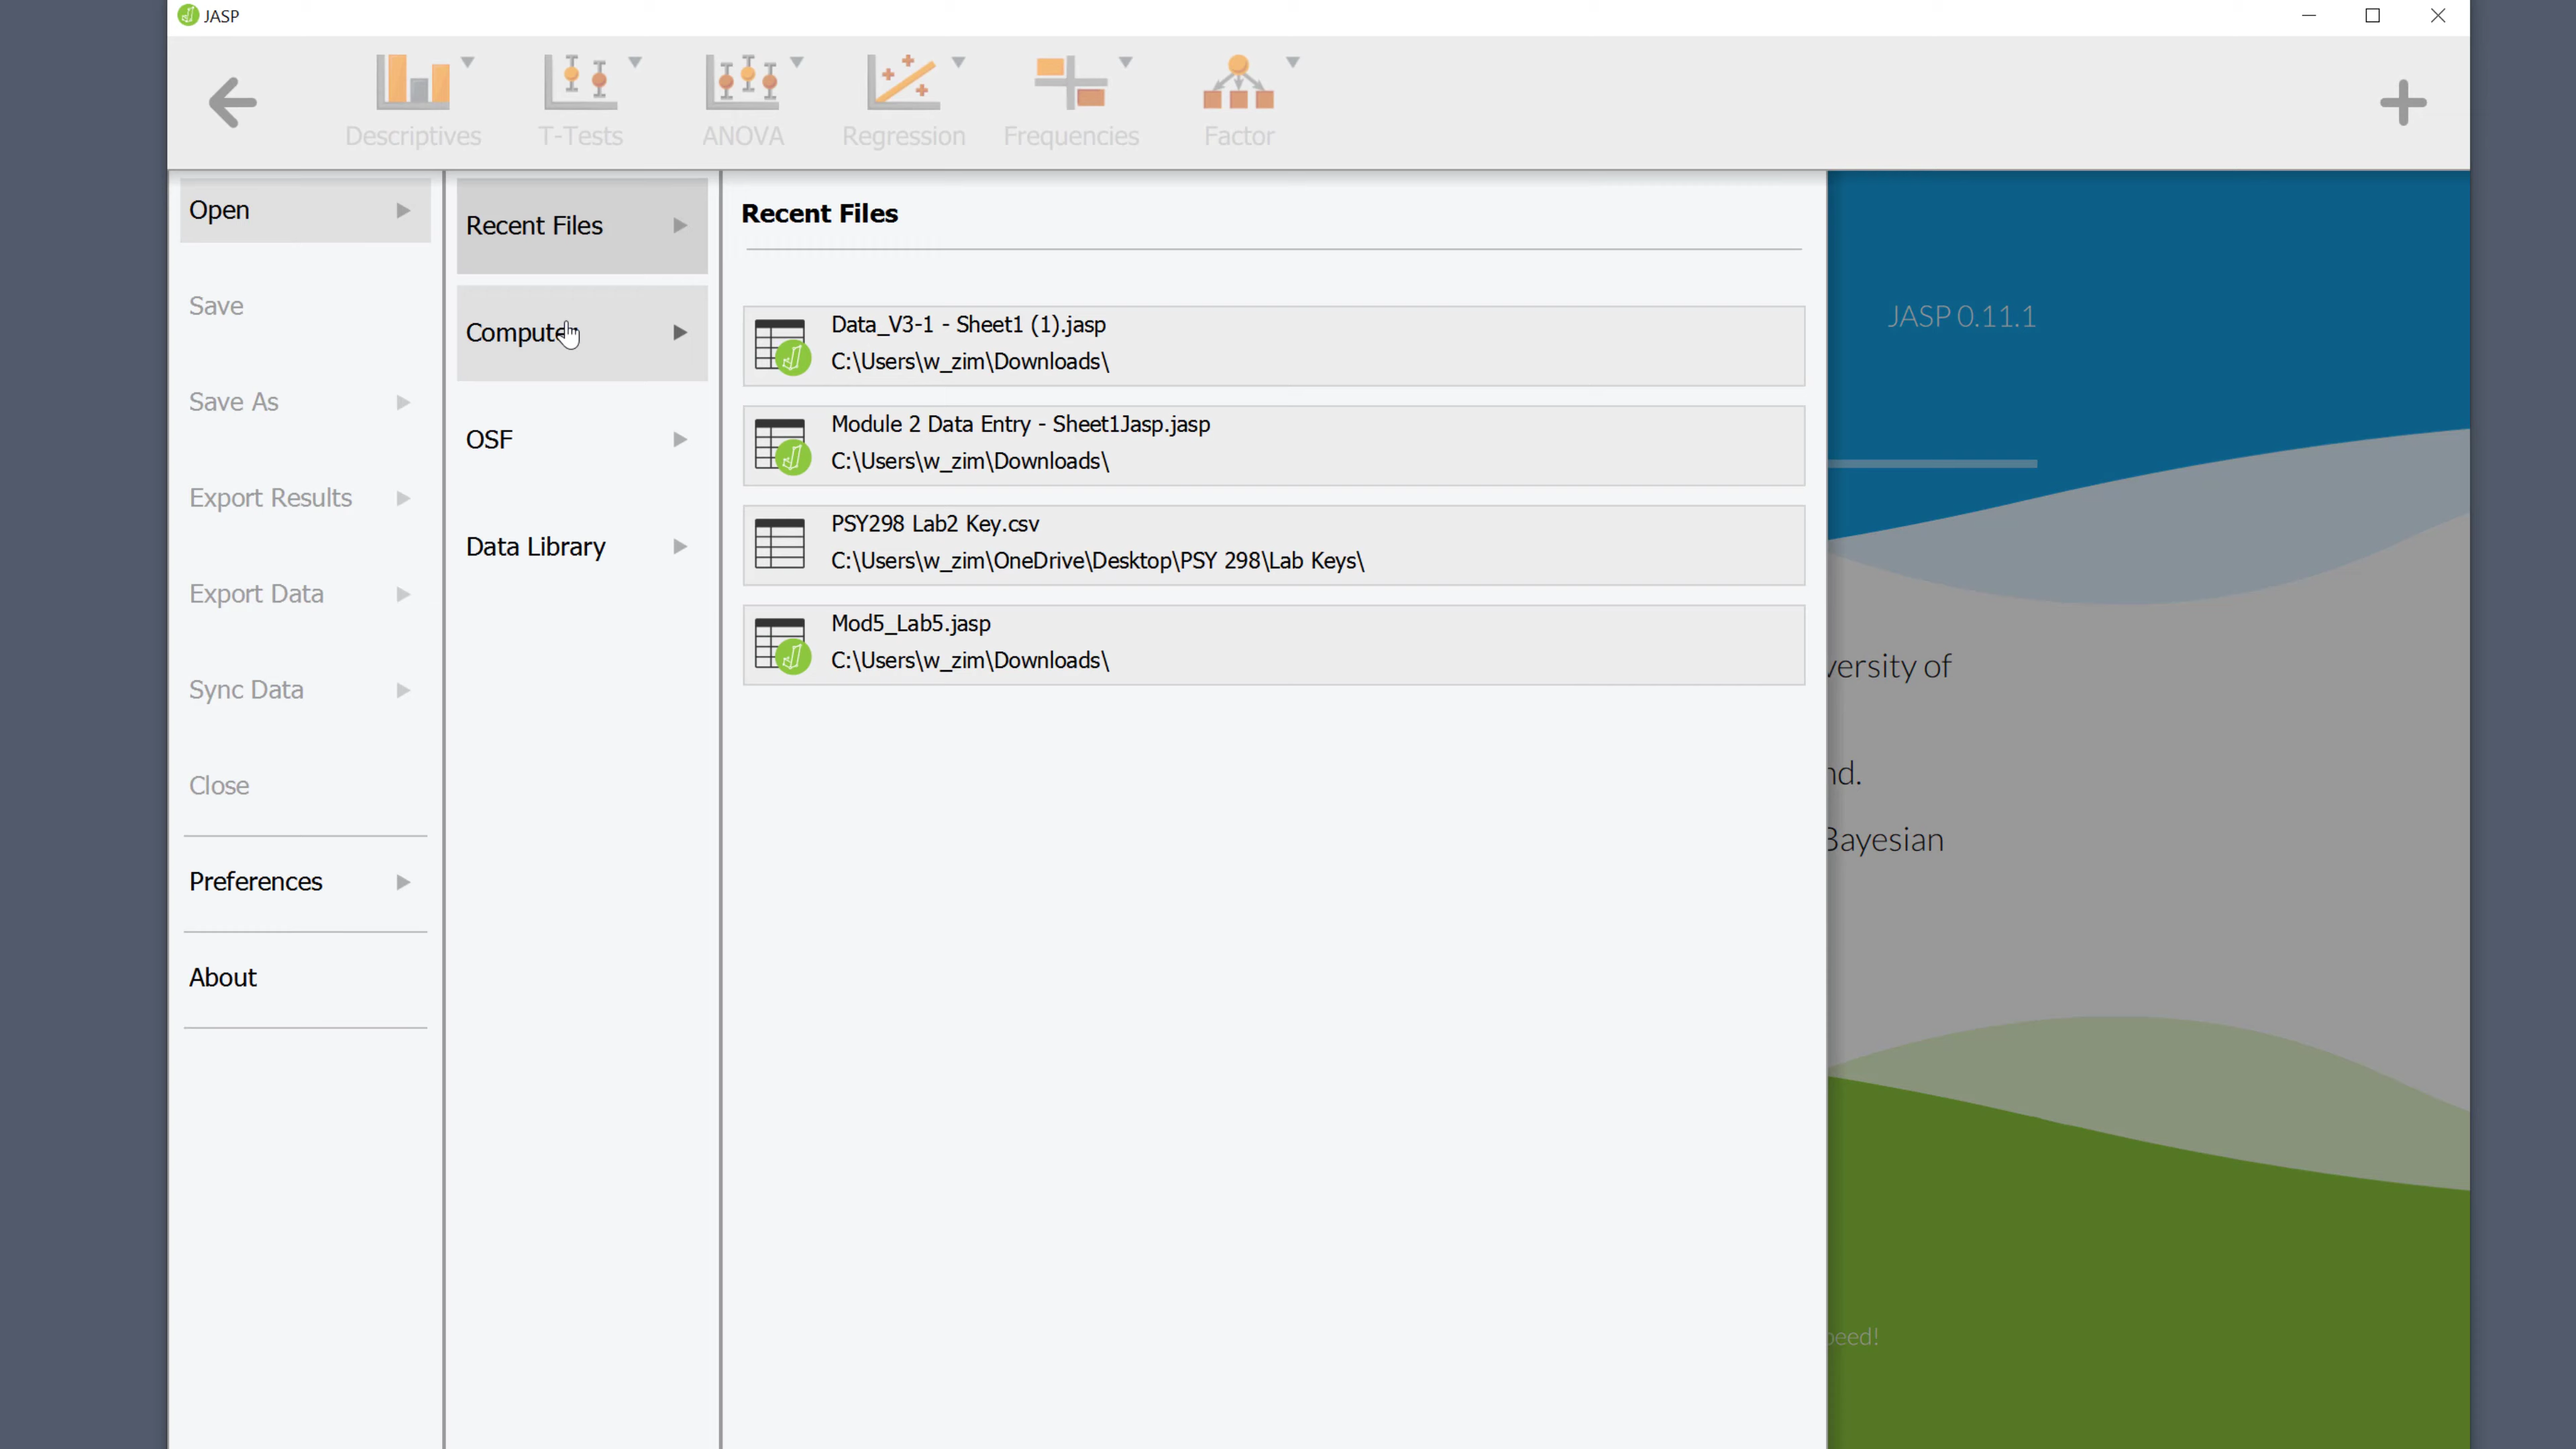 JASP
Descriptives
T-Tests
ANOVA
Regression
Frequencies
Factor
Open
Save
Save As
Export Results
Export Data
Sync Data
Close
Preferences
About
Recent Files
Computer
OSF
Data Library
Recent Files
Data_V3-1 - Sheet1 (1).jasp
C:\Users\w_zim\Downloads\
Module 2 Data Entry - Sheet1Jasp.jasp
C:\Users\w_zim\Downloads\
PSY298 Lab2 Key.csv
C:\Users\w_zim\OneDrive\Desktop\PSY 298\Lab Keys\
Mod5_Lab5.jasp
C:\Users\w_zim\Downloads\
JASP 0.11.1
versity of
nd.
Bayesian
peed!